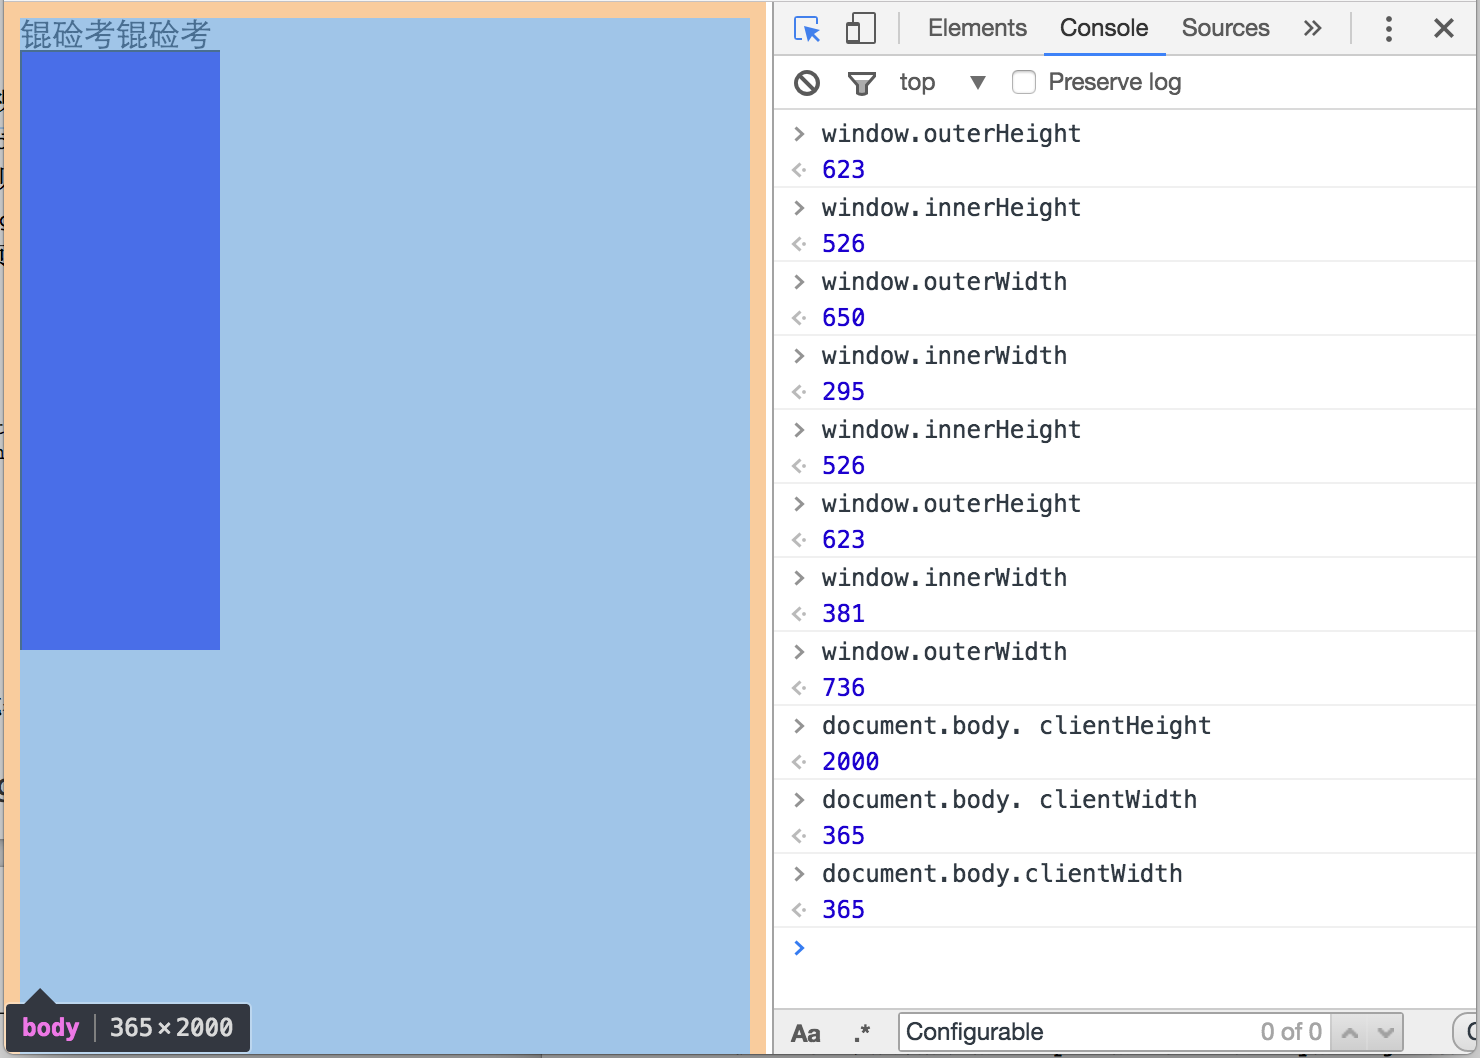 锟硷考锟硷考
body 365 × 2000
Elements Console Sources »
top ▼ Preserve log
> window.outerHeight
<· 623
> window.innerHeight
<· 526
> window.outerWidth
<· 650
> window.innerWidth
<· 295
> window.innerHeight
<· 526
> window.outerHeight
<· 623
> window.innerWidth
<· 381
> window.outerWidth
<· 736
> document.body. clientHeight
<· 2000
> document.body. clientWidth
<· 365
> document.body.clientWidth
<· 365
>
Aa .* Configurable 0 of 0